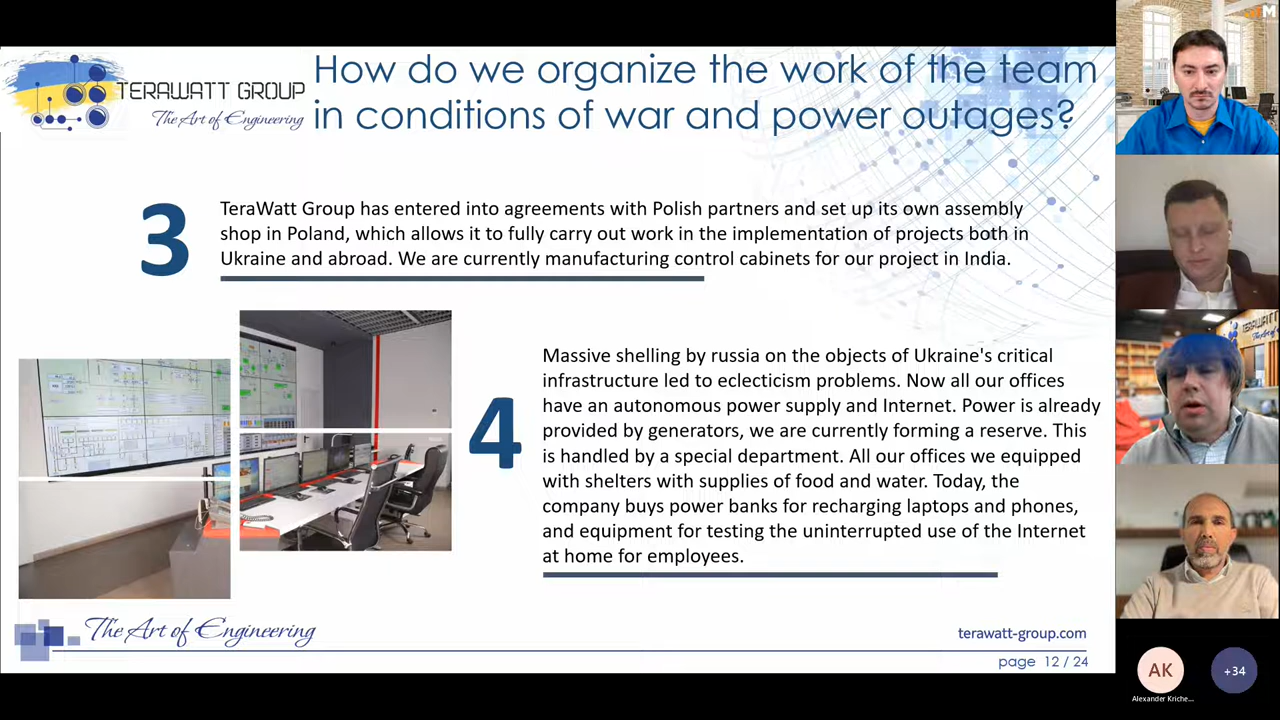 TERAWATT GROUP
The Art of Engineering
How do we organize the work of the team
in conditions of war and power outages?
3
TeraWatt Group has entered into agreements with Polish partners and set up its own assembly
shop in Poland, which allows it to fully carry out work in the implementation of projects both in
Ukraine and abroad. We are currently manufacturing control cabinets for our project in India.
4
Massive shelling by russia on the objects of Ukraine's critical
infrastructure led to eclecticism problems. Now all our offices
have an autonomous power supply and Internet. Power is already
provided by generators, we are currently forming a reserve. This
is handled by a special department. All our offices we equipped
with shelters with supplies of food and water. Today, the
company buys power banks for recharging laptops and phones,
and equipment for testing the uninterrupted use of the Internet
at home for employees.
The Art of Engineering
terawatt-group.com
page 12 / 24
TERAWATT
AK
+34
Alexander Kriche...